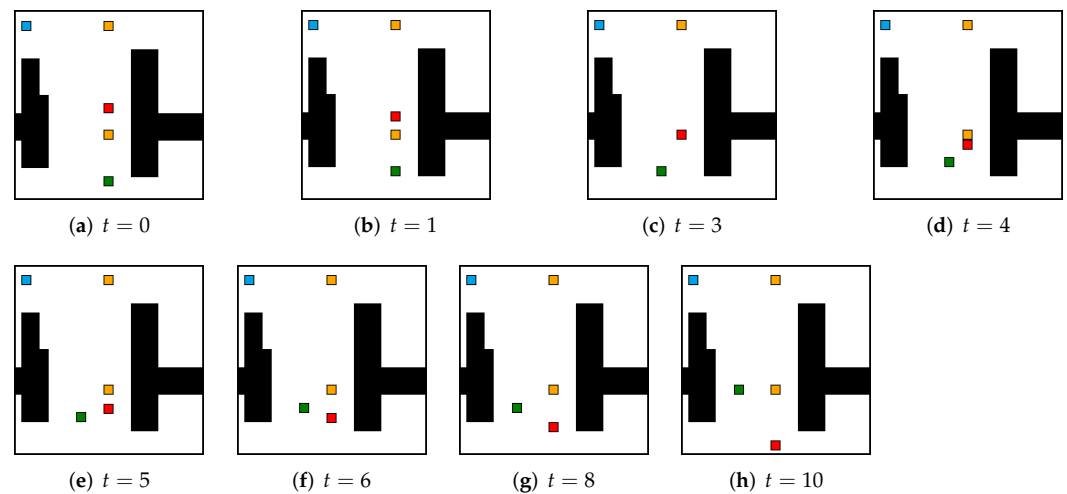 (a) t = 0
(b) t = 1
(c) t = 3
(d) t = 4
(e) t = 5
(f) t = 6
(g) t = 8
(h) t = 10